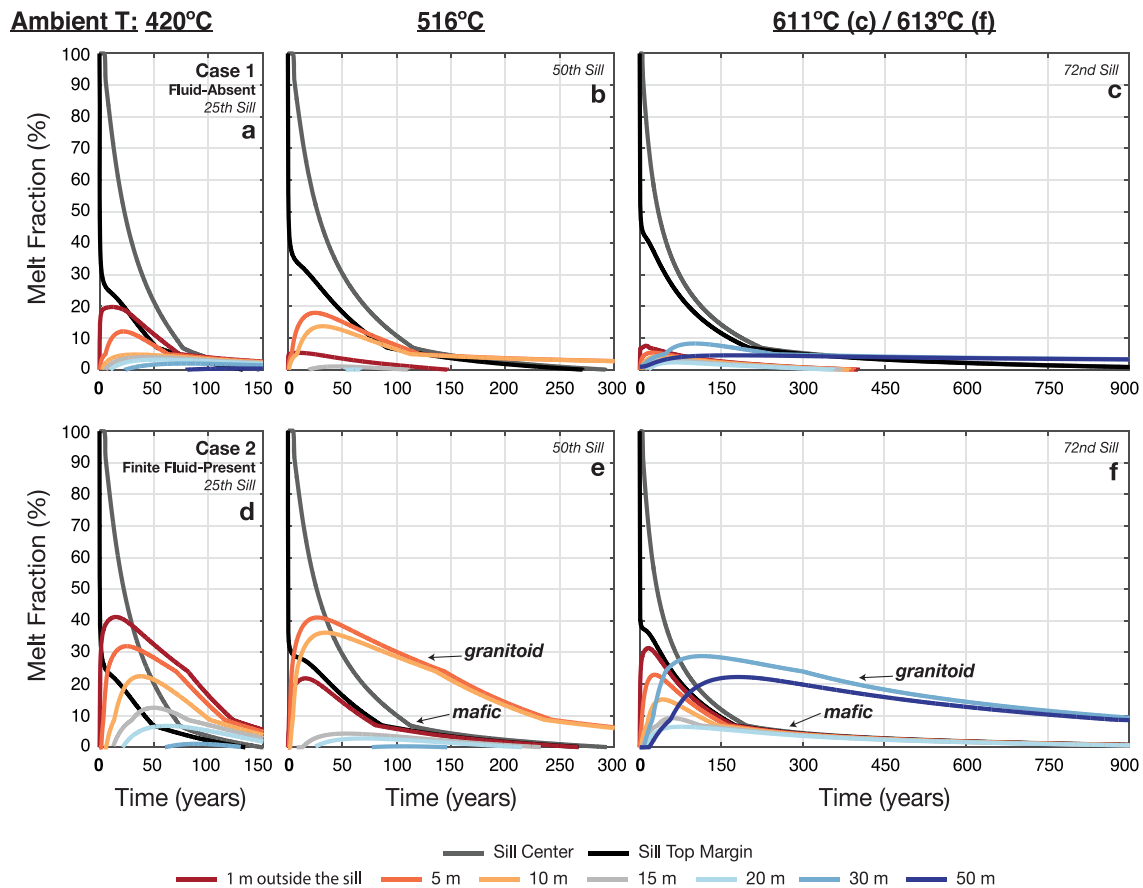 Ambient T: 420ºC 516ºC 611ºC (c) / 613ºC (f)
Melt Fraction (%)
100
90
80
70
60
50
40
30
20
10
0
Case 1
Fluid-Absent
25th Sill
a
50th Sill
b
72nd Sill
c
0 50 100 150
0 50 100 150 200 250 300
0 150 300 450 600 750 900
Melt Fraction (%)
100
90
80
70
60
50
40
30
20
10
0
Case 2
Finite Fluid-Present
25th Sill
d
50th Sill
e
granitoid
mafic
72nd Sill
f
granitoid
mafic
0 50 100 150
0 50 100 150 200 250 300
0 150 300 450 600 750 900
Time (years) Time (years) Time (years)
Sill Center Sill Top Margin
1 m outside the sill 5 m 10 m 15 m 20 m 30 m 50 m